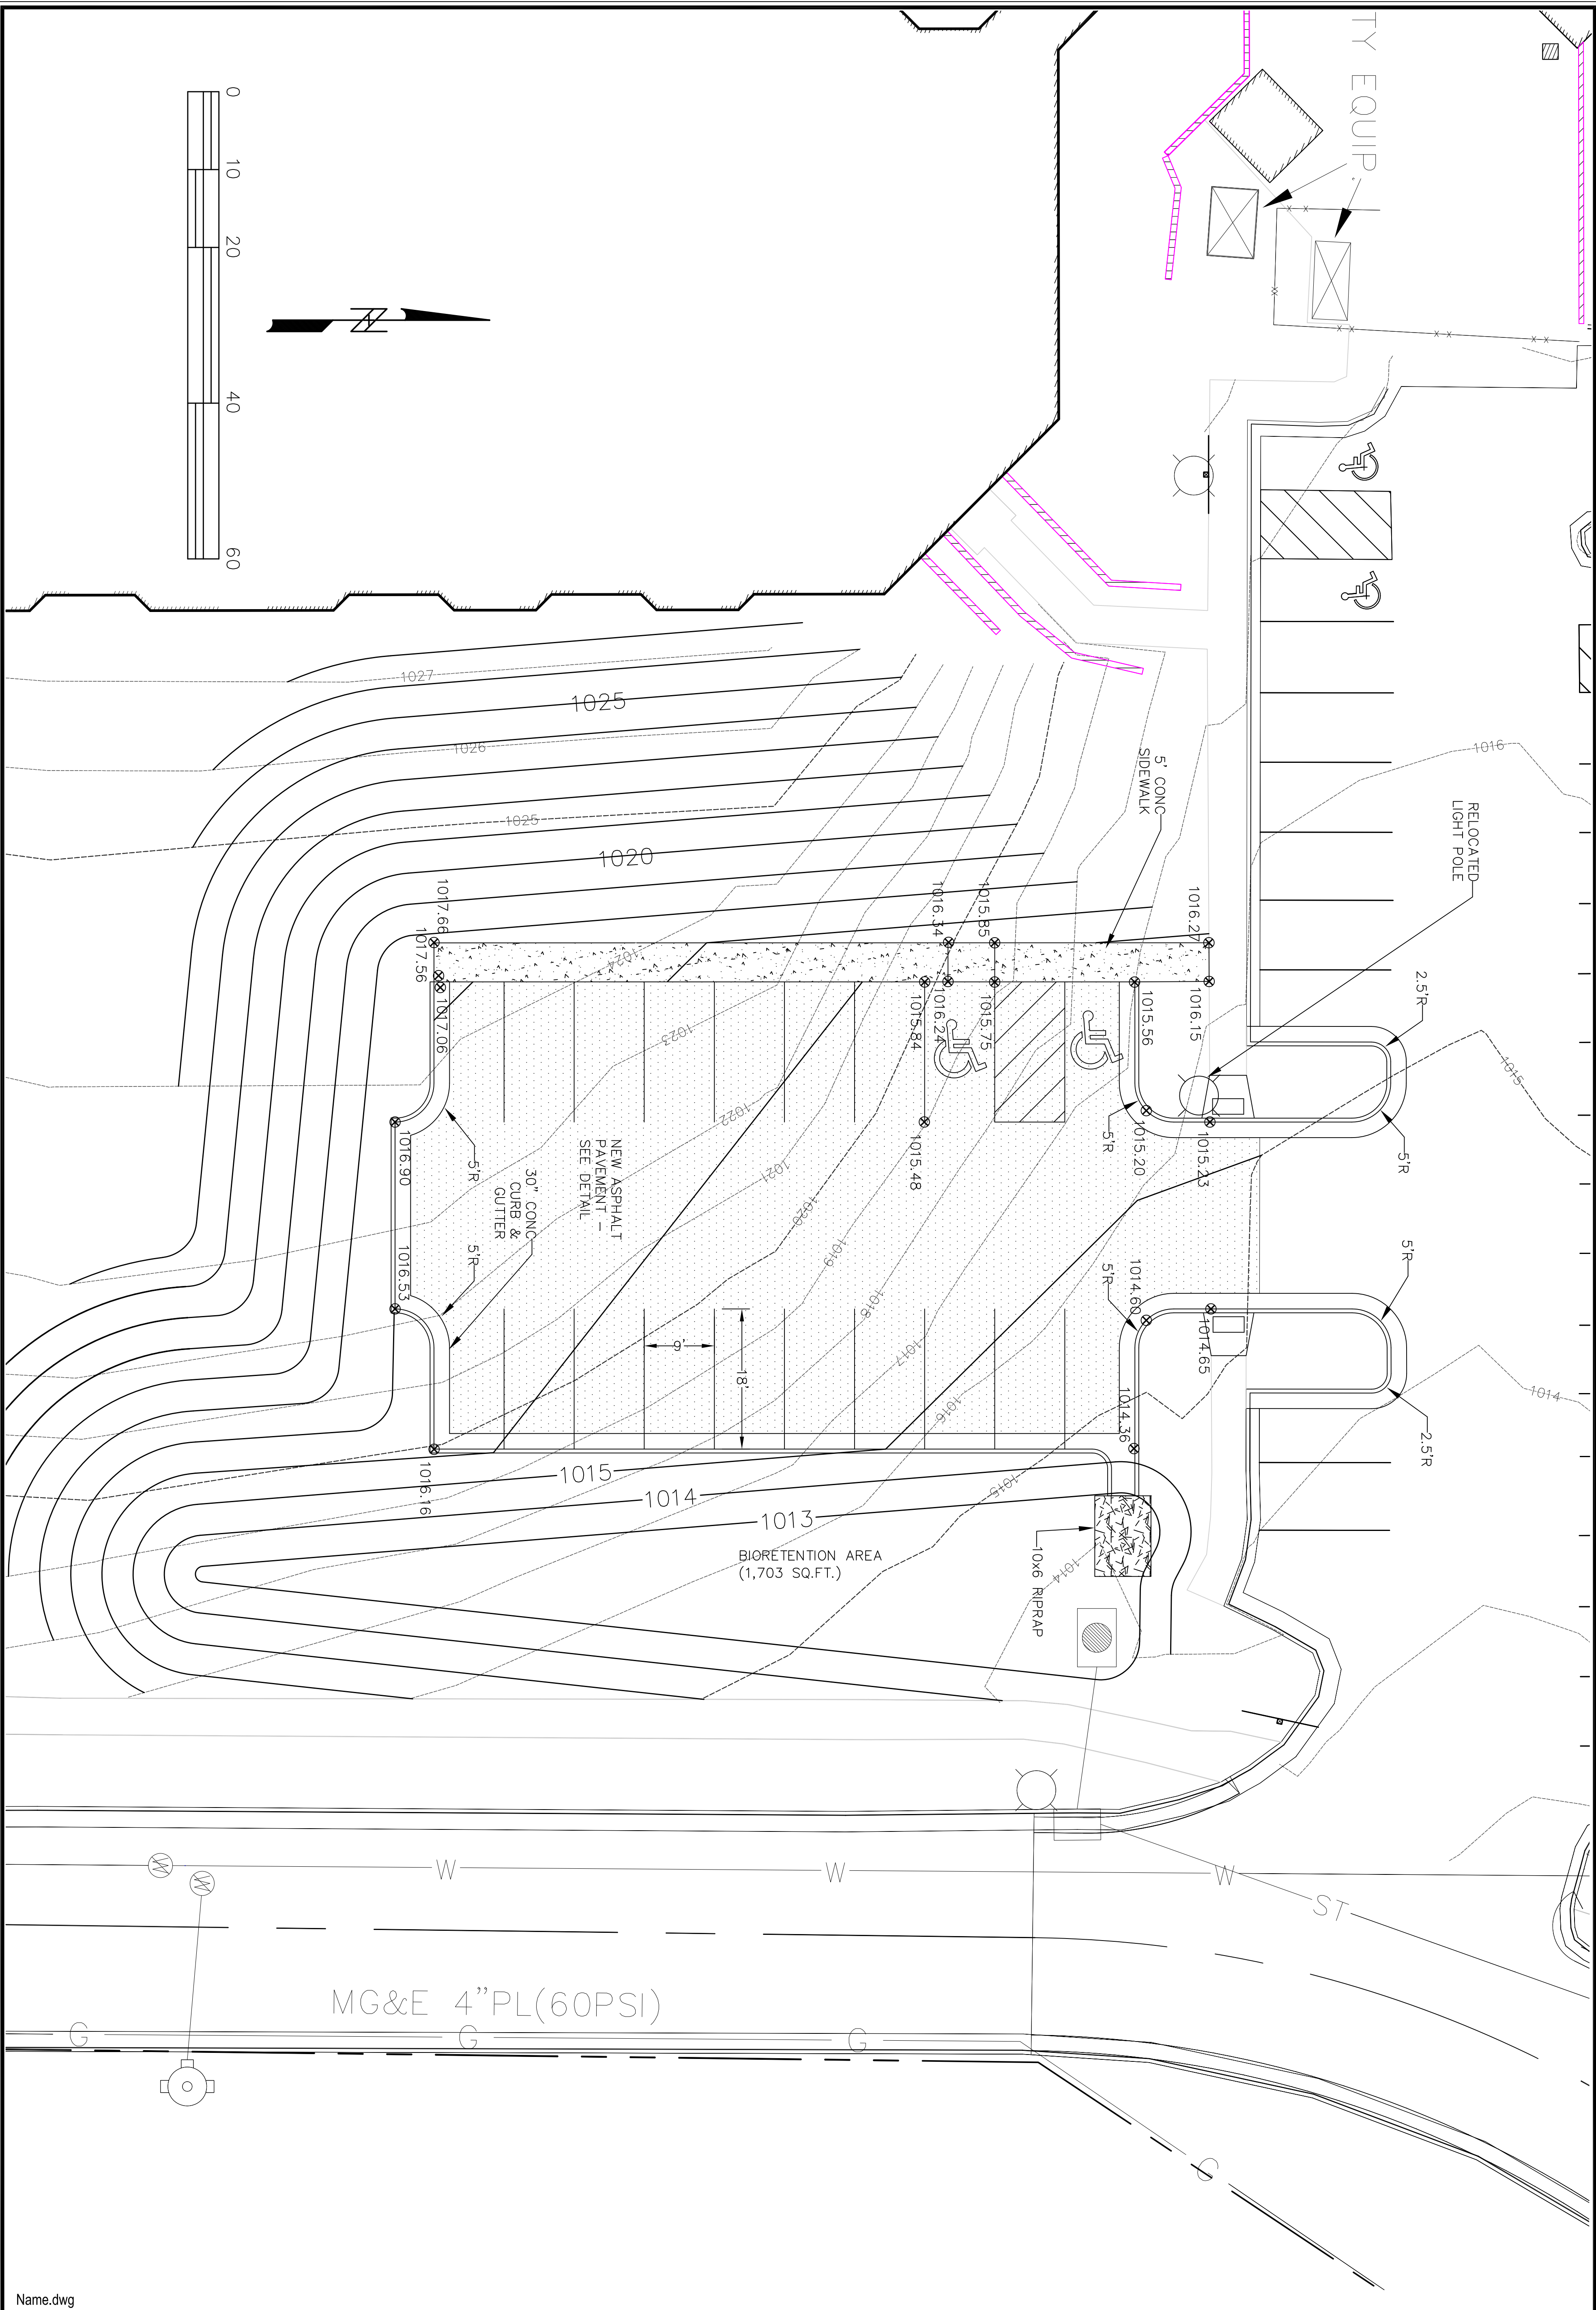 TY EQUIP.
0
10
20
40
60
N
1027
1025
1026
1025
1020
1016
5' CONC
SIDEWALK
RELOCATED
LIGHT POLE
1017.66
1017.56
1017.06
1016.34
1016.24
1015.85
1015.75
1015.84
1016.27
1016.15
1015.56
1015.20
1015.23
1015.48
2.5'R
5'R
5'R
5'R
2.5'R
1015
1014
1024
1023
1022
1021
1020
1019
1018
1017
1016
1015
1014
5'R
5'R
5'R
1016.90
1016.53
1016.16
NEW ASPHALT
PAVEMENT –
SEE DETAIL
30" CONC
CURB &
GUTTER
9'
18'
1014.60
1014.65
1014.36
1015
1014
1013
BIORETENTION AREA
(1,703 SQ.FT.)
10x6 RIPRAP
W
W
W
W
W
ST
MG&E 4"PL(60PSI)
G
G
G
G
Name.dwg